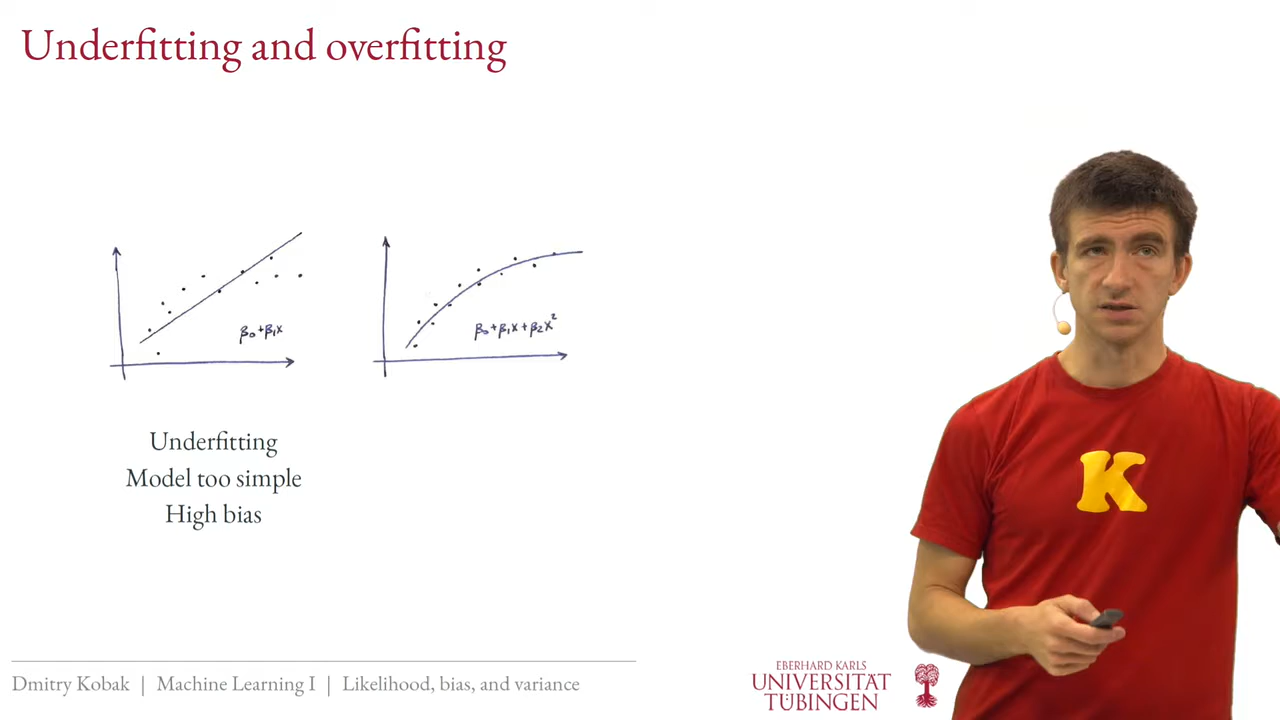 Underfitting and overfitting
β₀+β₁x
β₀+β₁x+β₂x²
Underfitting
Model too simple
High bias
K
Dmitry Kobak | Machine Learning I | Likelihood, bias, and variance
EBERHARD KARLS
UNIVERSITÄT
TÜBINGEN